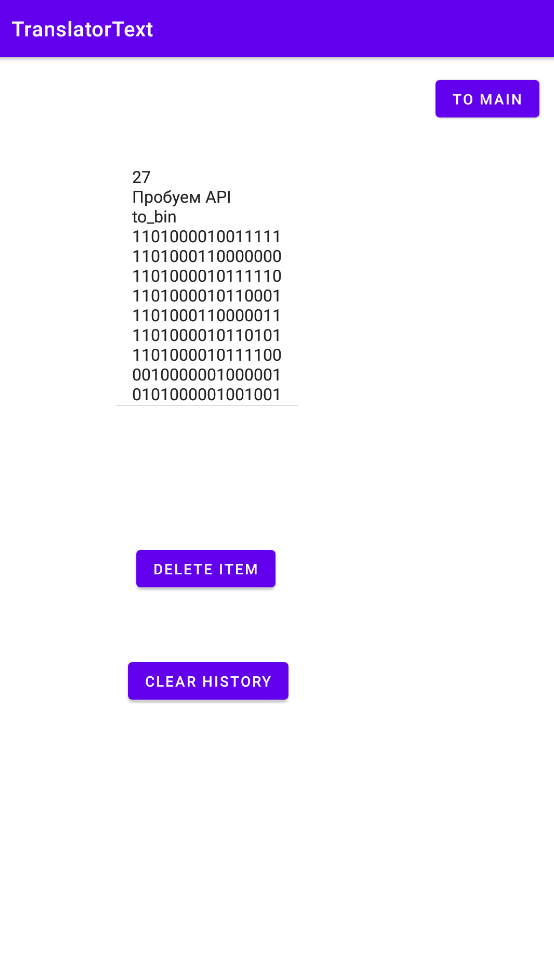 TranslatorText
TO MAIN
27
Пробуем API
to_bin
1101000010011111
1101000110000000
1101000010111110
1101000010110001
1101000110000011
1101000010110101
1101000010111100
0010000001000001
0101000001001001
DELETE ITEM
CLEAR HISTORY